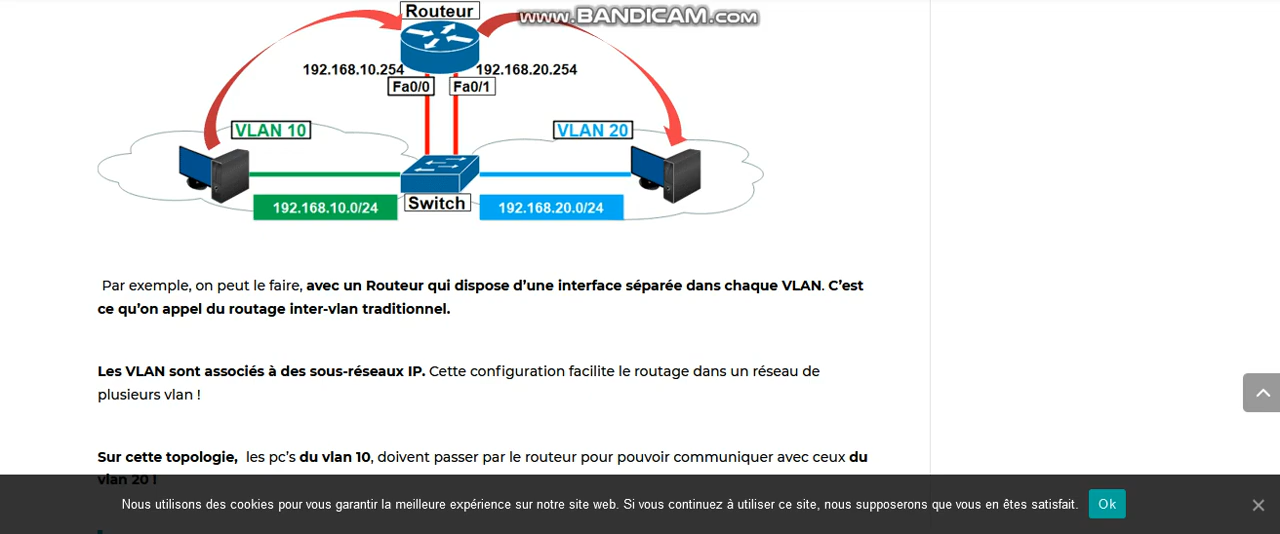 Routeur
www.BANDICAM.com
192.168.10.254
192.168.20.254
Fa0/0
Fa0/1
VLAN 10
VLAN 20
192.168.10.0/24
Switch
192.168.20.0/24
Par exemple, on peut le faire, avec un Routeur qui dispose d’une interface séparée dans chaque VLAN. C’est
ce qu’on appel du routage inter-vlan traditionnel.
Les VLAN sont associés à des sous-réseaux IP. Cette configuration facilite le routage dans un réseau de
plusieurs vlan !
Sur cette topologie, les pc’s du vlan 10, doivent passer par le routeur pour pouvoir communiquer avec ceux du
vlan 20 !
Nous utilisons des cookies pour vous garantir la meilleure expérience sur notre site web. Si vous continuez à utiliser ce site, nous supposerons que vous en êtes satisfait.
Ok